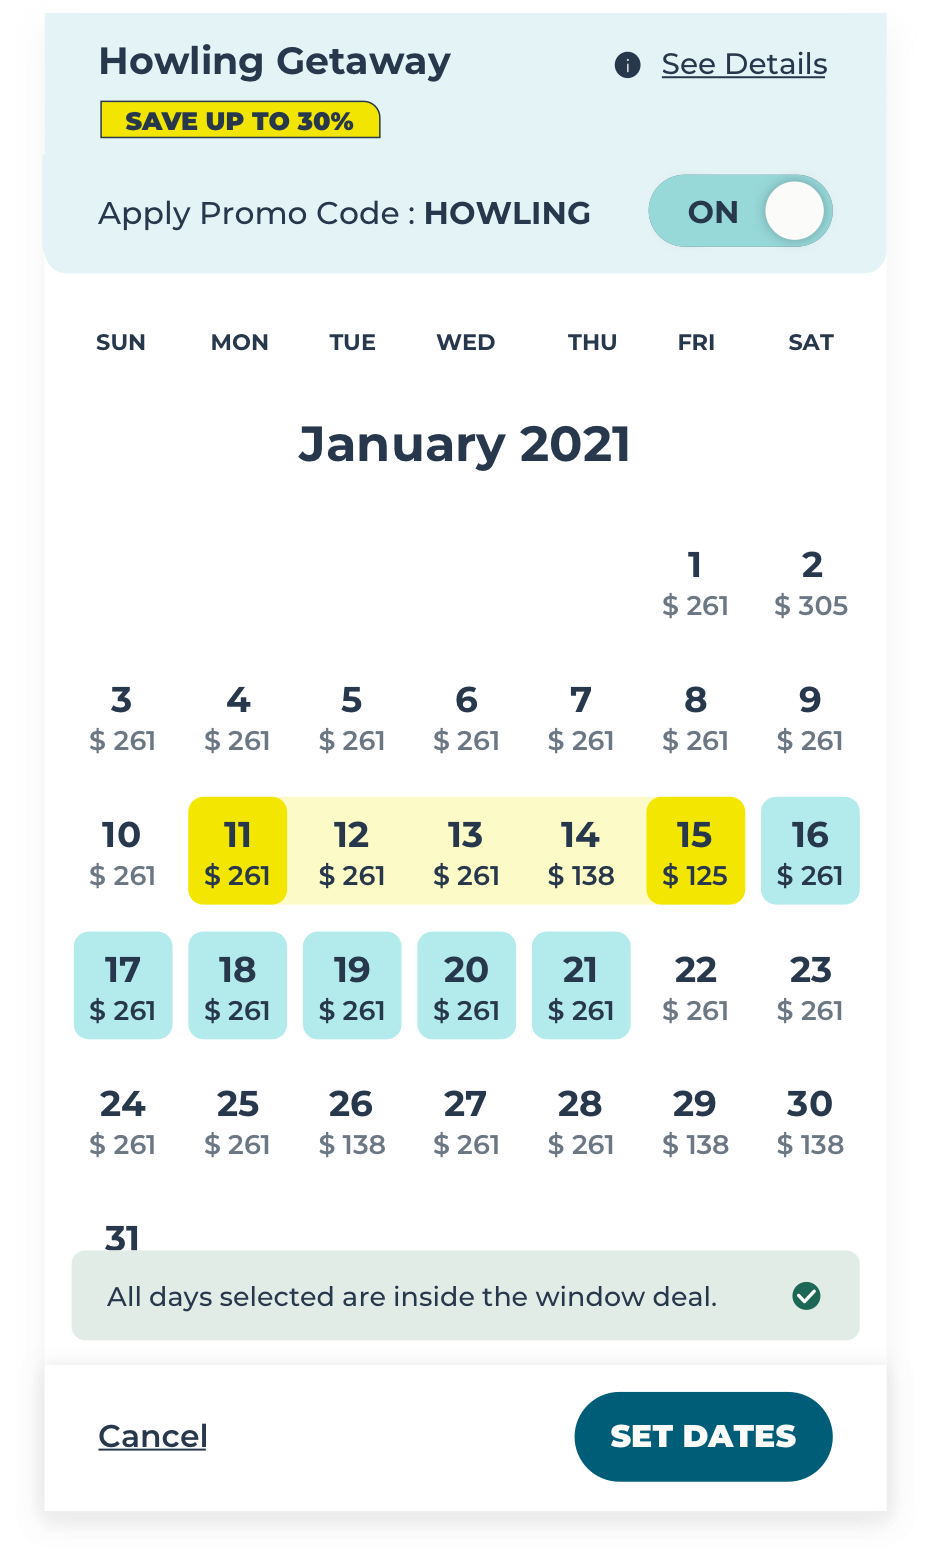 Howling Getaway
i See Details
SAVE UP TO 30%
Apply Promo Code : HOWLING
ON
SUN MON TUE WED THU FRI SAT
January 2021
1 2
$ 261 $ 305
3 4 5 6 7 8 9
$ 261 $ 261 $ 261 $ 261 $ 261 $ 261 $ 261
10 11 12 13 14 15 16
$ 261 $ 261 $ 261 $ 261 $ 138 $ 125 $ 261
17 18 19 20 21 22 23
$ 261 $ 261 $ 261 $ 261 $ 261 $ 261 $ 261
24 25 26 27 28 29 30
$ 261 $ 261 $ 138 $ 261 $ 261 $ 138 $ 138
31
All days selected are inside the window deal.
Cancel
SET DATES